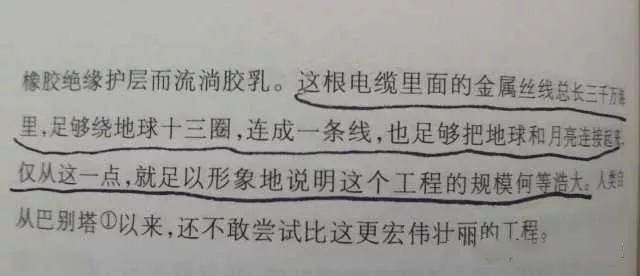 橡胶绝缘护层而流淌胶乳。这根电缆里面的金属丝线总长三千万海
里,足够绕地球十三圈,连成一条线,也足够把地球和月亮连接起来。
仅从这一点,就足以形象地说明这个工程的规模何等浩大。人类自
从巴别塔①以来,还不敢尝试比这更宏伟壮丽的工程。